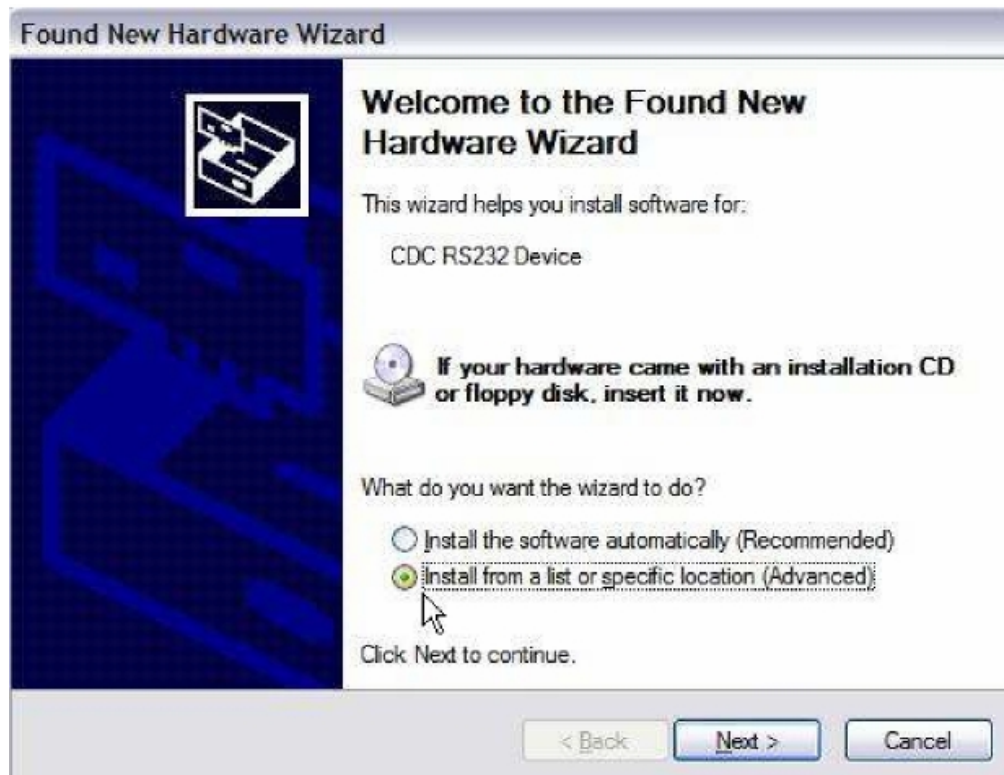 Found New Hardware Wizard
Welcome to the Found New
Hardware Wizard
This wizard helps you install software for:
CDC RS232 Device
If your hardware came with an installation CD
or floppy disk, insert it now.
What do you want the wizard to do?
Install the software automatically (Recommended)
Install from a list or specific location (Advanced)
Click Next to continue.
< Back Next > Cancel